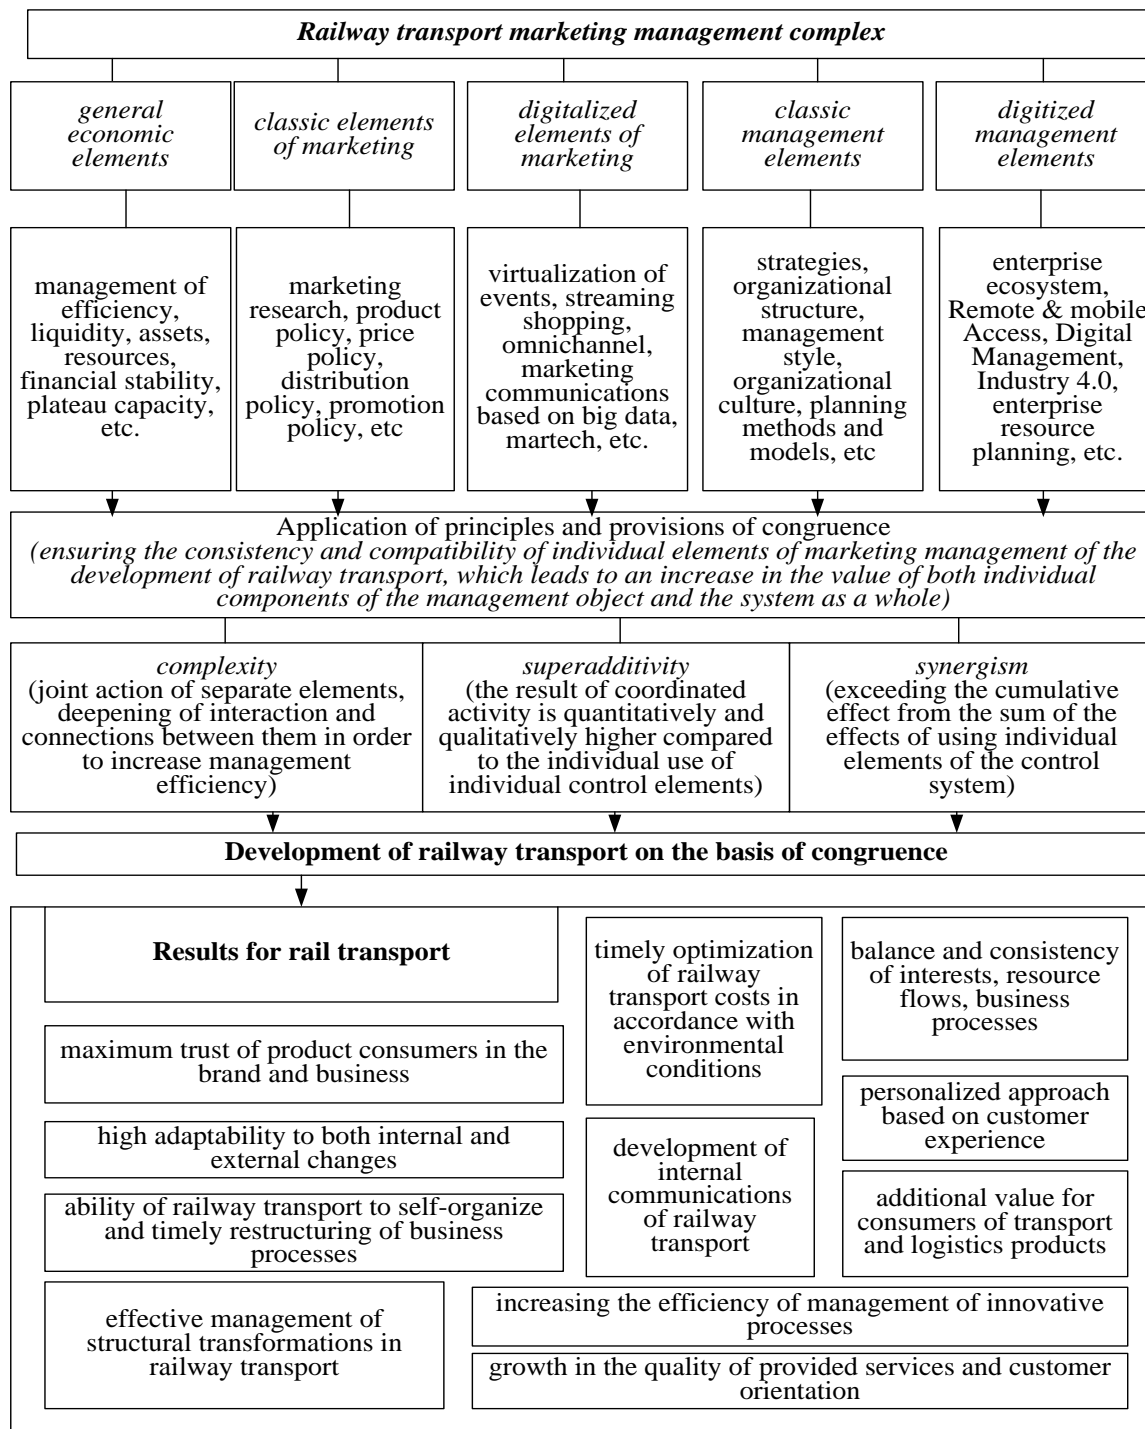 Railway transport marketing management complex
general
economic
elements
classic elements
of marketing
digitalized
elements of
marketing
classic
management
elements
digitized
management
elements
management of
efficiency,
liquidity, assets,
resources,
financial stability,
plateau capacity,
etc.
marketing
research, product
policy, price
policy,
distribution
policy, promotion
policy, etc
virtualization of
events, streaming
shopping,
omnichannel,
marketing
communications
based on big data,
martech, etc.
strategies,
organizational
structure,
management
style,
organizational
culture, planning
methods and
models, etc
enterprise
ecosystem,
Remote & mobile
Access, Digital
Management,
Industry 4.0,
enterprise
resource
planning, etc.
Application of principles and provisions of congruence
(ensuring the consistency and compatibility of individual elements of marketing management of the
development of railway transport, which leads to an increase in the value of both individual
components of the management object and the system as a whole)
complexity
(joint action of separate elements,
deepening of interaction and
connections between them in order
to increase management
efficiency)
superadditivity
(the result of coordinated
activity is quantitatively and
qualitatively higher compared
to the individual use of
individual control elements)
synergism
(exceeding the cumulative
effect from the sum of the
effects of using individual
elements of the control
system)
Development of railway transport on the basis of congruence
Results for rail transport
maximum trust of product consumers in the
brand and business
high adaptability to both internal and
external changes
ability of railway transport to self-organize
and timely restructuring of business
processes
effective management of
structural transformations in
railway transport
timely optimization
of railway
transport costs in
accordance with
environmental
conditions
development of
internal
communications
of railway
transport
balance and consistency
of interests, resource
flows, business
processes
personalized approach
based on customer
experience
additional value for
consumers of transport
and logistics products
increasing the efficiency of management of innovative
processes
growth in the quality of provided services and customer
orientation